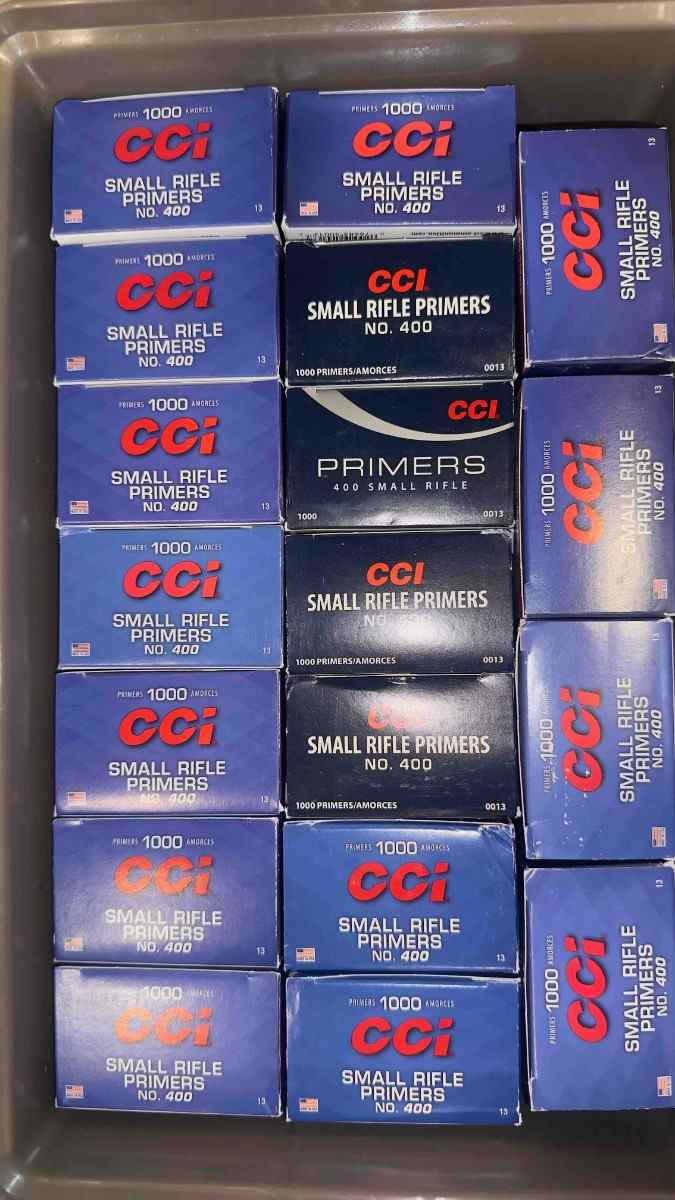 PRIMERS 1000 AMORCES
CCi
SMALL RIFLE
PRIMERS
NO. 400
13
PRIMERS 1000 AMORCES
CCi
SMALL RIFLE
PRIMERS
NO. 400
13
PRIMERS 1000 AMORCES
CCi
SMALL RIFLE
PRIMERS
NO. 400
13
PRIMERS 1000 AMORCES
CCi
SMALL RIFLE
PRIMERS
NO. 400
13
PRIMERS 1000 AMORCES
CCi
SMALL RIFLE
PRIMERS
NO. 400
13
PRIMERS 1000 AMORCES
CCi
SMALL RIFLE
PRIMERS
NO. 400
13
1000 AMORCES
CCi
SMALL RIFLE
PRIMERS
NO. 400
13
PRIMERS 1000 AMORCES
CCi
SMALL RIFLE
PRIMERS
NO. 400
13
CCI
SMALL RIFLE PRIMERS
NO. 400
1000 PRIMERS/AMORCES 0013
CCI
PRIMERS
400 SMALL RIFLE
1000 0013
CCI
SMALL RIFLE PRIMERS
NO. 400
1000 PRIMERS/AMORCES 0013
CCI
SMALL RIFLE PRIMERS
NO. 400
1000 PRIMERS/AMORCES 0013
PRIMERS 1000 AMORCES
CCi
SMALL RIFLE
PRIMERS
NO. 400
13
PRIMERS 1000 AMORCES
CCi
SMALL RIFLE
PRIMERS
NO. 400
13
PRIMERS 1000 AMORCES
CCi
SMALL RIFLE
PRIMERS
NO. 400
13
PRIMERS 1000 AMORCES
CCi
SMALL RIFLE
PRIMERS
NO. 400
13
PRIMERS 1000
CCi
SMALL RIFLE
PRIMERS
NO. 400
13
PRIMERS 1000 AMORCES
CCi
SMALL RIFLE
PRIMERS
NO. 400
13